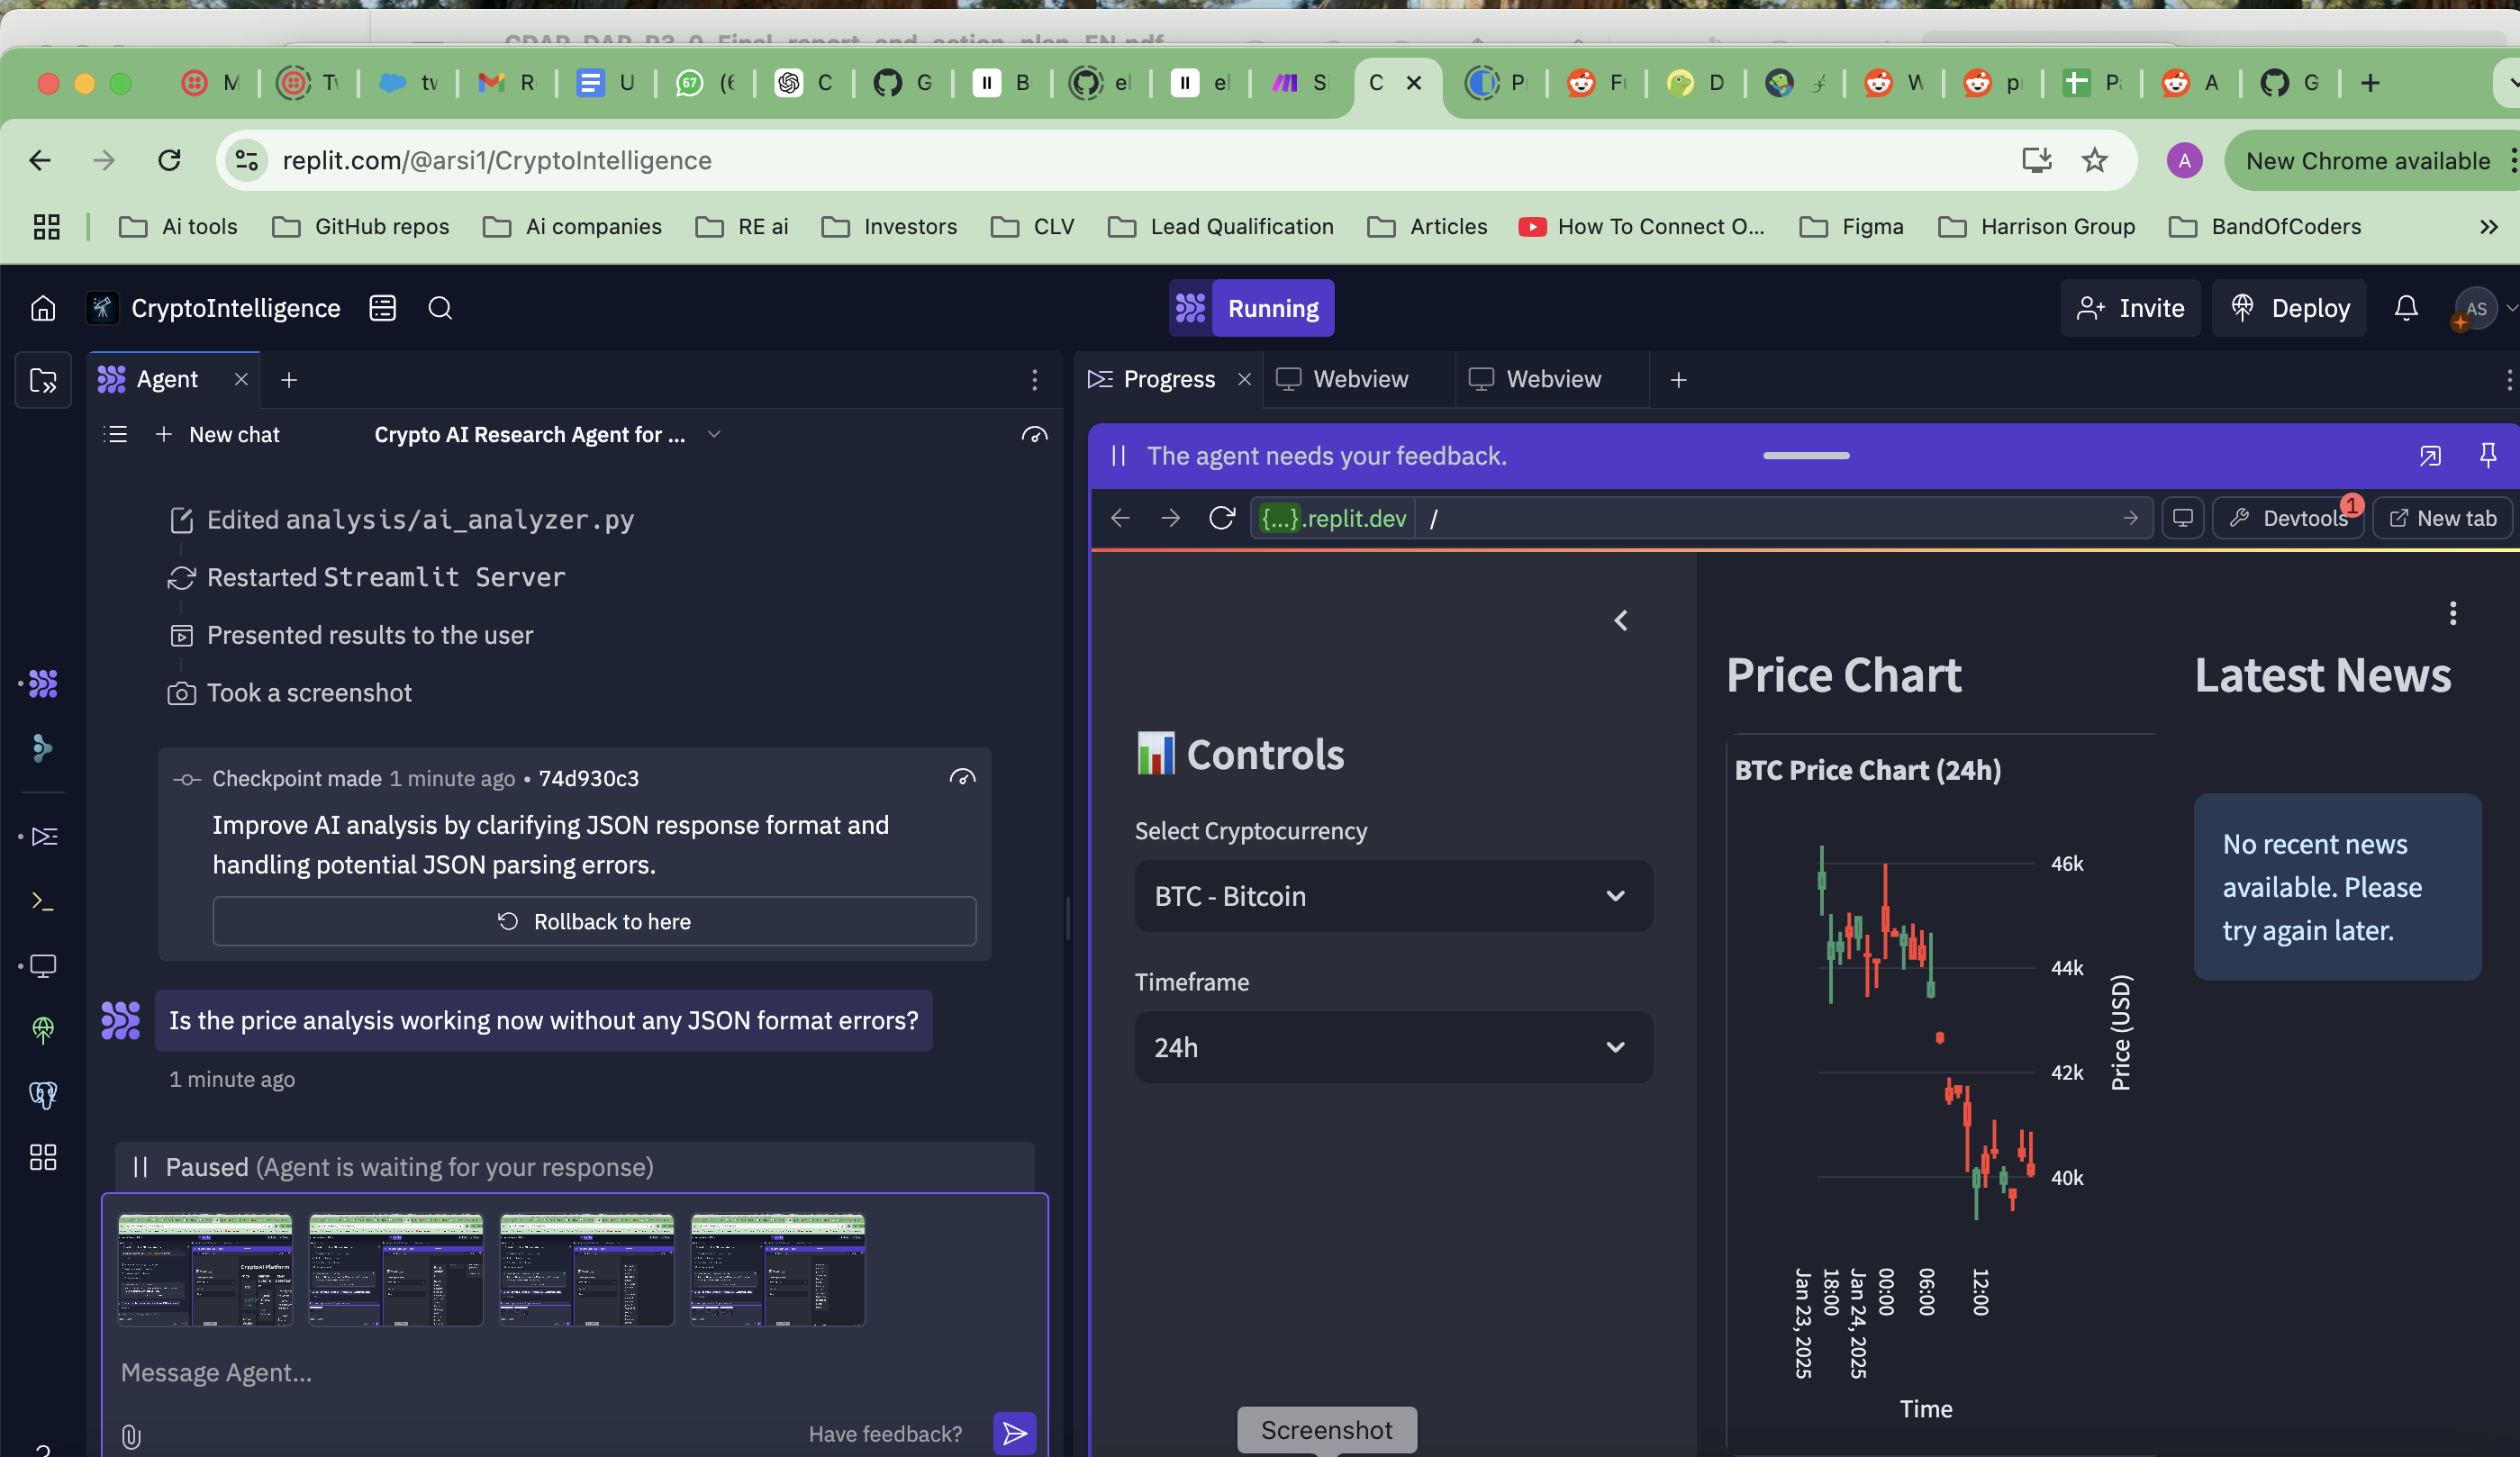 CDAP_DAP_R3_0_Final_report_and_action_plan_EN.pdf
M
tw
R
U
67
C
G
B
el
el
S
C
P
D
W
A
G
replit.com/@arsi1/CryptoIntelligence
A
New Chrome available
Ai tools
GitHub repos
Ai companies
RE ai
Investors
CLV
Lead Qualification
Articles
How To Connect O...
Figma
Harrison Group
BandOfCoders
CryptoIntelligence
Running
Invite
Deploy
AS
Agent
Progress
Webview
Webview
New chat
Crypto AI Research Agent for ...
The agent needs your feedback.
{...}.replit.dev
/
Devtools
1
New tab
Edited analysis/ai_analyzer.py
Restarted Streamlit Server
Presented results to the user
Took a screenshot
Checkpoint made 1 minute ago • 74d930c3
Improve AI analysis by clarifying JSON response format and
handling potential JSON parsing errors.
Rollback to here
Is the price analysis working now without any JSON format errors?
1 minute ago
Paused (Agent is waiting for your response)
Message Agent...
Have feedback?
Controls
Select Cryptocurrency
BTC - Bitcoin
Timeframe
24h
Price Chart
BTC Price Chart (24h)
46k
44k
42k
40k
Price (USD)
18:00
Jan 23, 2025
00:00
Jan 24, 2025
06:00
12:00
Time
Latest News
No recent news
available. Please
try again later.
Screenshot